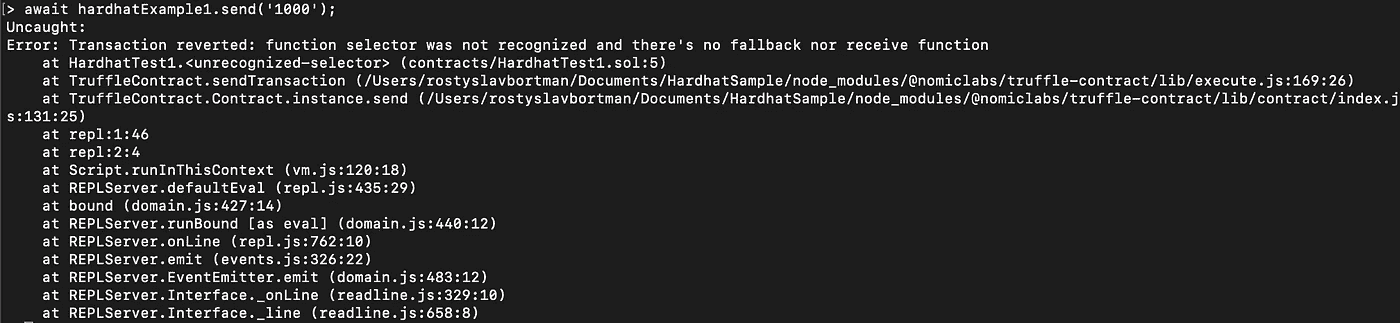 [> await hardhatExample1.send('1000');
Uncaught:
Error: Transaction reverted: function selector was not recognized and there's no fallback nor receive function
    at HardhatTest1.<unrecognized-selector> (contracts/HardhatTest1.sol:5)
    at TruffleContract.sendTransaction (/Users/rostyslavbortman/Documents/HardhatSample/node_modules/@nomiclabs/truffle-contract/lib/execute.js:169:26)
    at TruffleContract.Contract.instance.send (/Users/rostyslavbortman/Documents/HardhatSample/node_modules/@nomiclabs/truffle-contract/lib/contract/index.j
s:131:25)
    at repl:1:46
    at repl:2:4
    at Script.runInThisContext (vm.js:120:18)
    at REPLServer.defaultEval (repl.js:435:29)
    at bound (domain.js:427:14)
    at REPLServer.runBound [as eval] (domain.js:440:12)
    at REPLServer.onLine (repl.js:762:10)
    at REPLServer.emit (events.js:326:22)
    at REPLServer.EventEmitter.emit (domain.js:483:12)
    at REPLServer.Interface._onLine (readline.js:329:10)
    at REPLServer.Interface._line (readline.js:658:8)